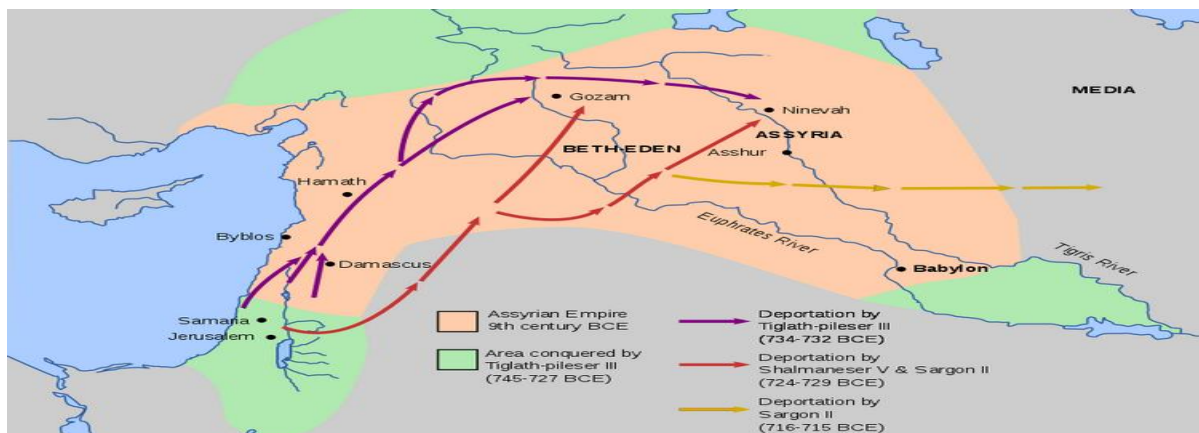 MEDIA
Gozam
Ninevah
ASSYRIA
BETH-EDEN
Asshur
Hamath
Byblos
Euphrates River
Damascus
Tigris River
Babylon
Samaria
Jerusalem
Assyrian Empire
9th century BCE
Area conquered by
Tiglath-pileser III
(745-727 BCE)
Deportation by
Tiglath-pileser III
(734-732 BCE)
Deportation by
Shalmaneser V & Sargon II
(724-729 BCE)
Deportation by
Sargon II
(716-715 BCE)